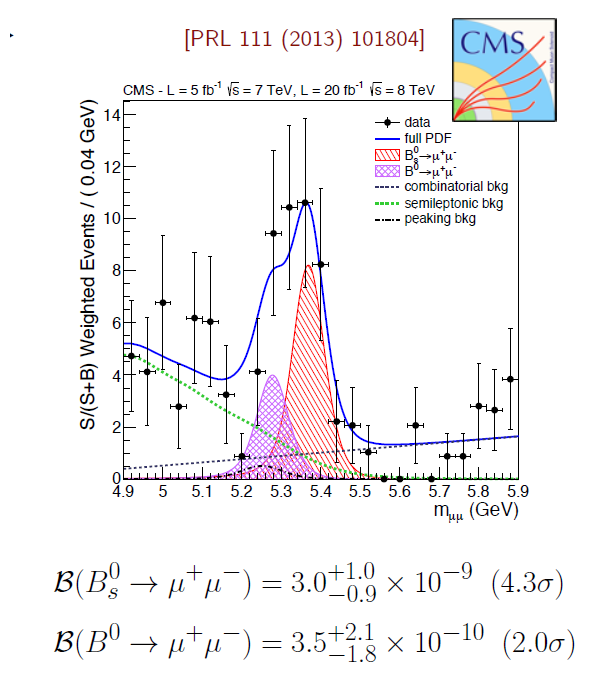 [PRL 111 (2013) 101804]
CMS
CMS - L = 5 fb⁻¹ √s = 7 TeV, L = 20 fb⁻¹ √s = 8 TeV
S/(S+B) Weighted Events / ( 0.04 GeV)
14
12
10
8
6
4
2
0
data
full PDF
B⁰ₛ→μ⁺μ⁻
B⁰→μ⁺μ⁻
combinatorial bkg
semileptonic bkg
peaking bkg
4.9 5 5.1 5.2 5.3 5.4 5.5 5.6 5.7 5.8 5.9
m_μμ (GeV)
ℬ(B⁰ₛ → μ⁺μ⁻) = 3.0 +1.0 −0.9 × 10⁻⁹ (4.3σ)
ℬ(B⁰ → μ⁺μ⁻) = 3.5 +2.1 −1.8 × 10⁻¹⁰ (2.0σ)